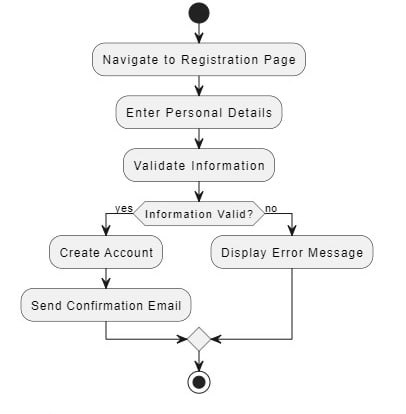 Navigate to Registration Page
Enter Personal Details
Validate Information
yes
Information Valid?
no
Create Account
Display Error Message
Send Confirmation Email